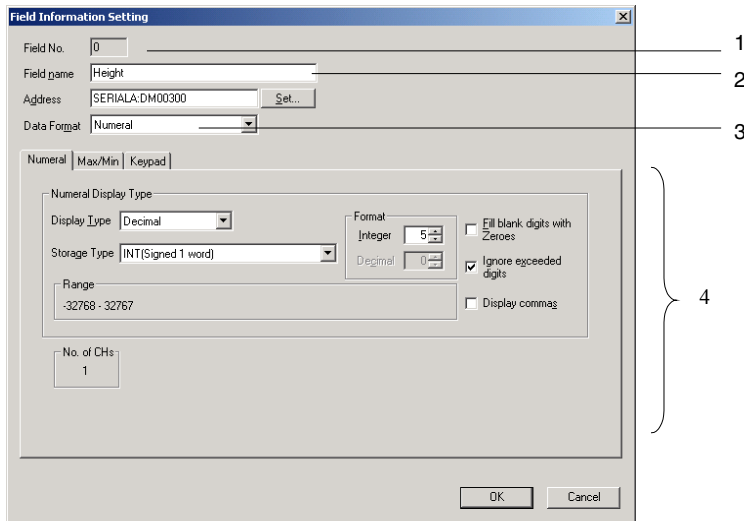 Field Information Setting
Field No. 0 1
Field name Height 2
Address SERIALA:DM00300 Set...
Data Format Numeral 3
Numeral Max/Min Keypad
Numeral Display Type
Display Type Decimal Format Fill blank digits with Zeroes
Integer 5
Storage Type INT(Signed 1 word) Decimal 0 Ignore exceeded digits
Range
-32768 - 32767 Display commas 4
No. of CHs
1
OK Cancel